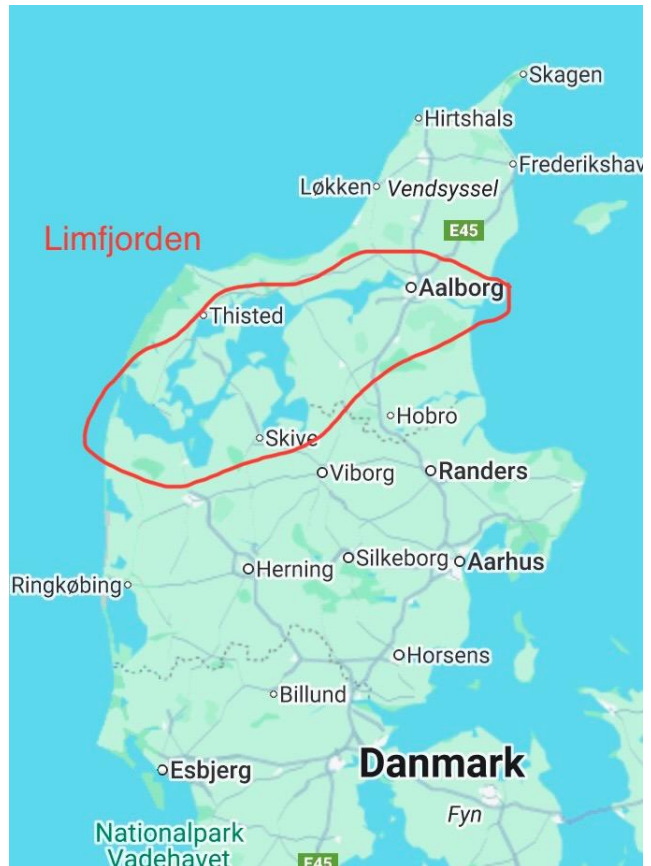 Skagen
Hirtshals
Frederikshav
Løkken
Vendsyssel
Limfjorden
E45
Aalborg
Thisted
Hobro
Skive
Viborg
Randers
Silkeborg
Aarhus
Herning
Ringkøbing
Horsens
Billund
Danmark
Esbjerg
Fyn
Nationalpark
Vadehavet
E45